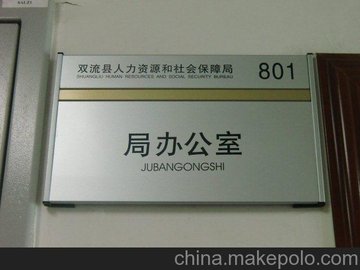 双流县人力资源和社会保障局 801
SHUANGLIU HUMAN RESOURCES AND SOCIAL SECURITY BUREAU
局办公室
JUBANGONGSHI
china.makepolo.com